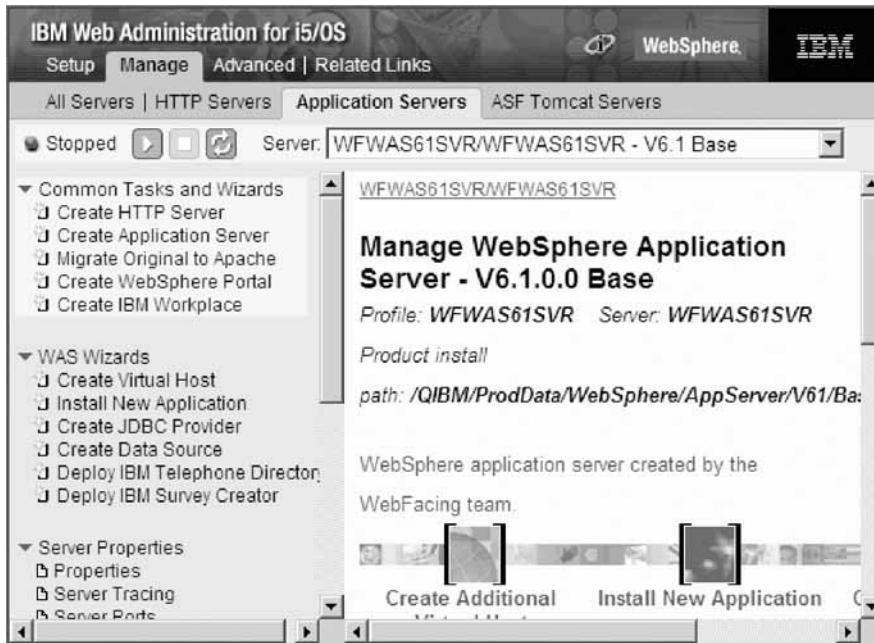 IBM Web Administration for i5/OS
WebSphere.
IBM
Setup Manage Advanced | Related Links
All Servers | HTTP Servers Application Servers ASF Tomcat Servers
Stopped Server: WFWAS61SVR/WFWAS61SVR - V6.1 Base
Common Tasks and Wizards
Create HTTP Server
Create Application Server
Migrate Original to Apache
Create WebSphere Portal
Create IBM Workplace
WAS Wizards
Create Virtual Host
Install New Application
Create JDBC Provider
Create Data Source
Deploy IBM Telephone Director
Deploy IBM Survey Creator
Server Properties
Properties
Server Tracing
Server Ports
WFWAS61SVR/WFWAS61SVR
Manage WebSphere Application
Server - V6.1.0.0 Base
Profile: WFWAS61SVR Server: WFWAS61SVR
Product install
path: /QIBM/ProdData/WebSphere/AppServer/V61/Ba
WebSphere application server created by the
WebFacing team.
Create Additional
Install New Application